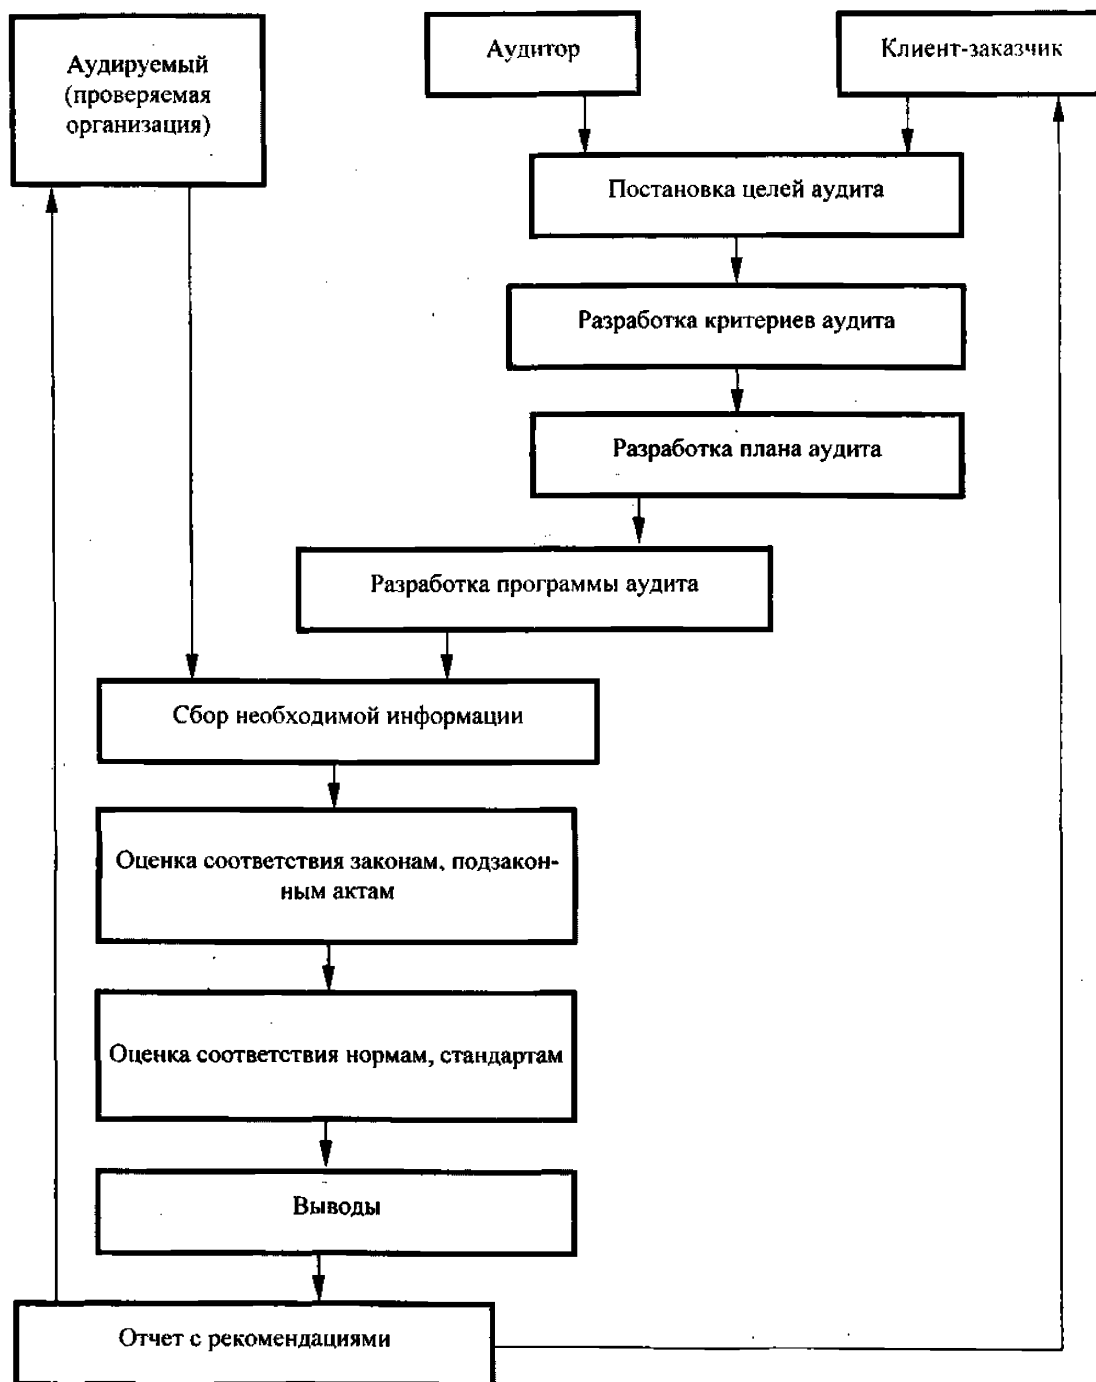 Аудируемый
(проверяемая
организация)
Аудитор
Клиент-заказчик
Постановка целей аудита
Разработка критериев аудита
Разработка плана аудита
Разработка программы аудита
Сбор необходимой информации
Оценка соответствия законам, подзакон-
ным актам
Оценка соответствия нормам, стандартам
Выводы
Отчет с рекомендациями